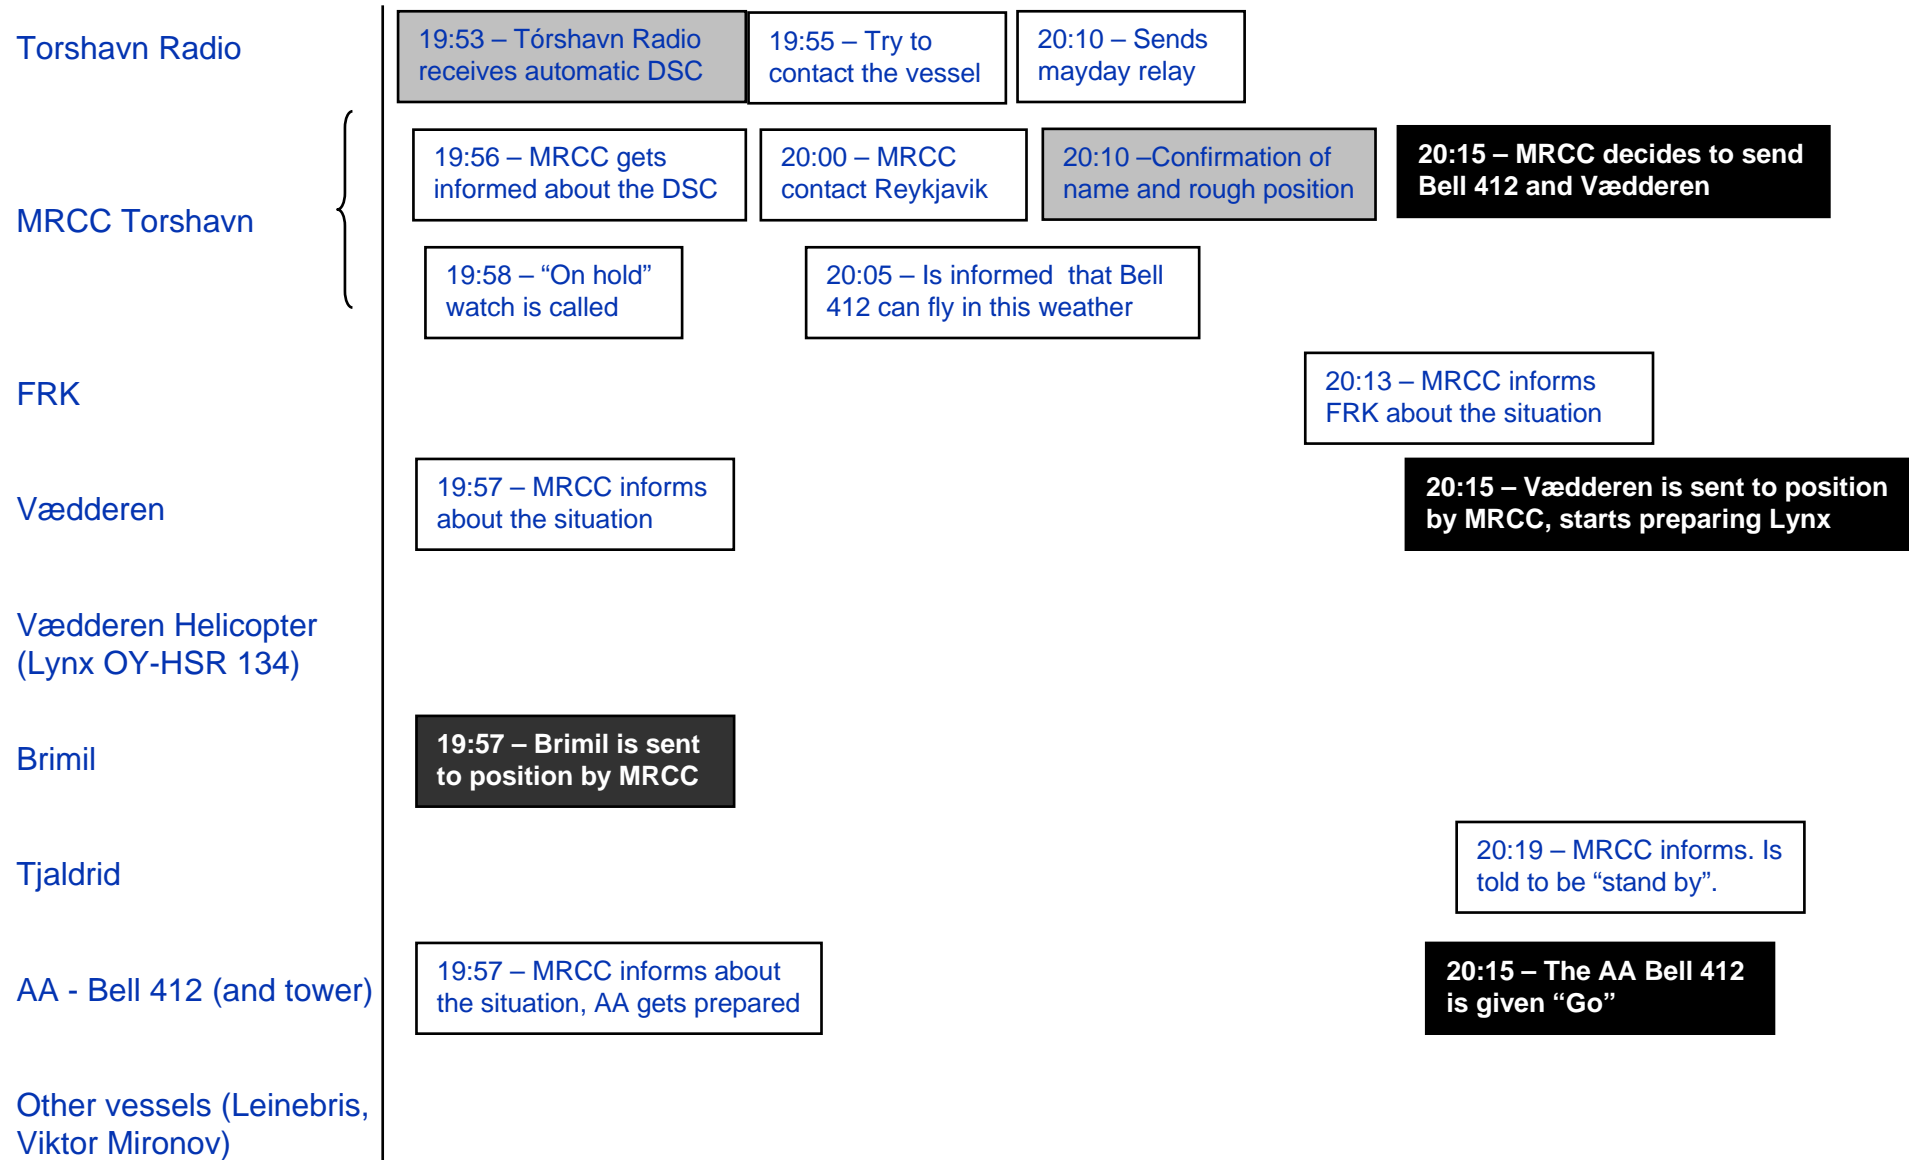 Torshavn Radio
19:53 – Tórshavn Radio
receives automatic DSC
19:55 – Try to
contact the vessel
20:10 – Sends
mayday relay
MRCC Torshavn
19:56 – MRCC gets
informed about the DSC
20:00 – MRCC
contact Reykjavik
20:10 –Confirmation of
name and rough position
20:15 – MRCC decides to send
Bell 412 and Vædderen
19:58 – “On hold”
watch is called
20:05 – Is informed  that Bell
412 can fly in this weather
FRK
20:13 – MRCC informs
FRK about the situation
Vædderen
19:57 – MRCC informs
about the situation
20:15 – Vædderen is sent to position
by MRCC, starts preparing Lynx
Vædderen Helicopter
(Lynx OY-HSR 134)
Brimil
19:57 – Brimil is sent
to position by MRCC
Tjaldrid
20:19 – MRCC informs. Is
told to be “stand by”.
AA - Bell 412 (and tower)
19:57 – MRCC informs about
the situation, AA gets prepared
20:15 – The AA Bell 412
is given “Go”
Other vessels (Leinebris,
Viktor Mironov)